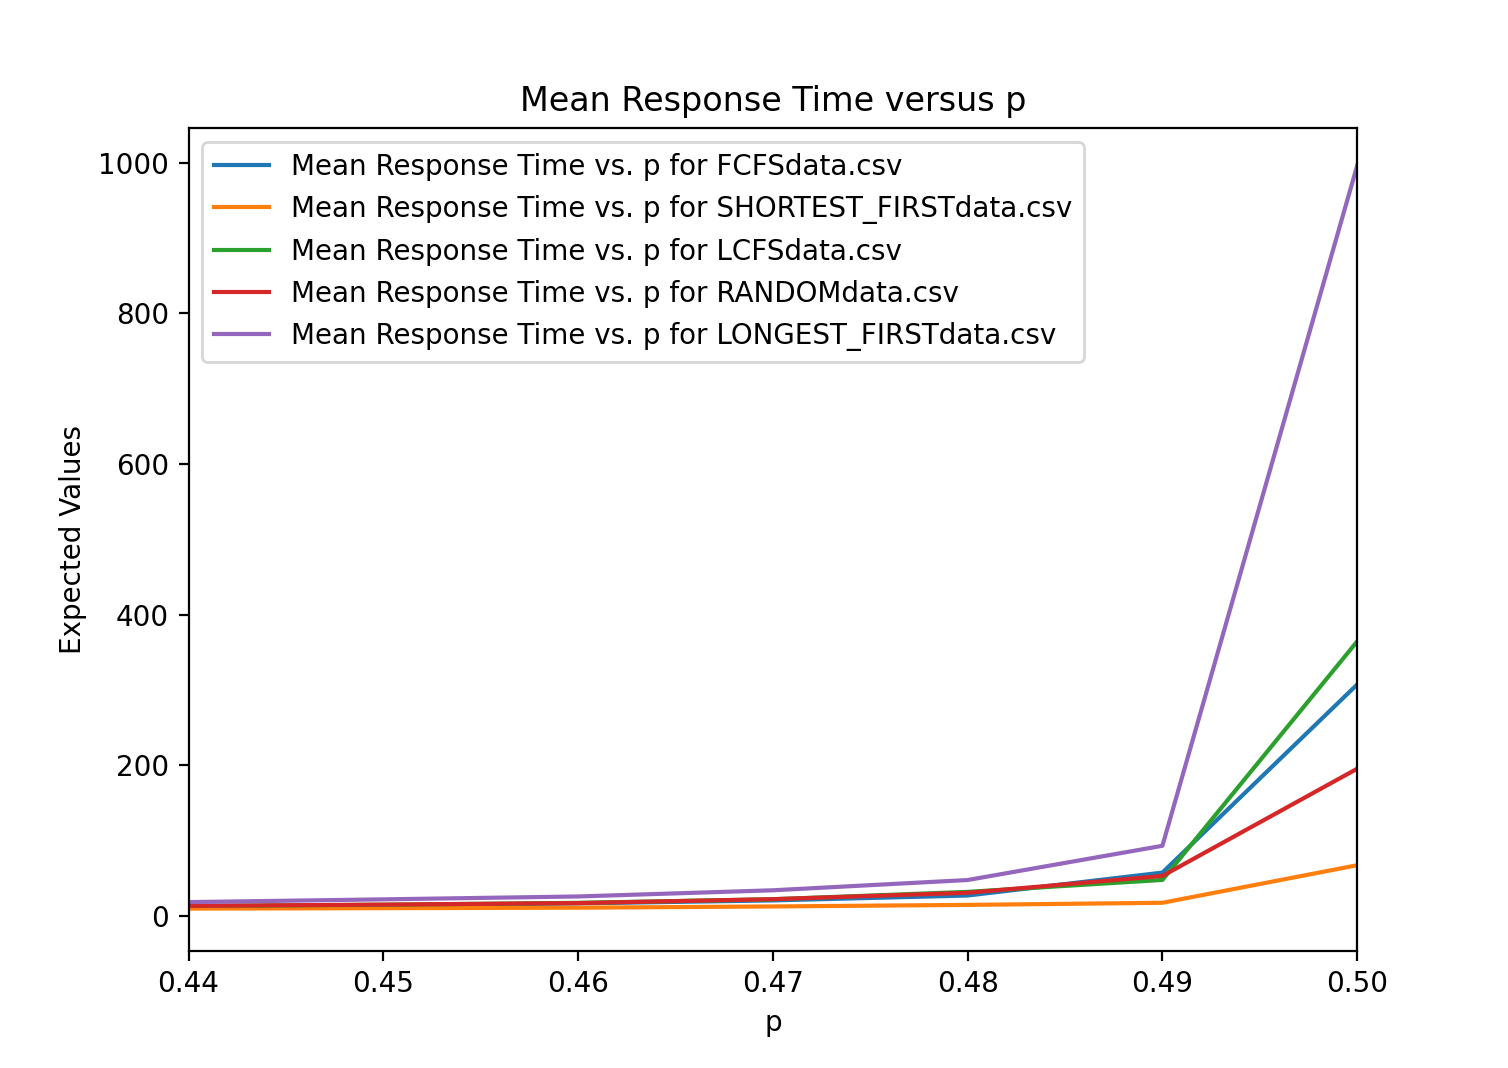 Mean Response Time versus p
Mean Response Time vs. p for FCFSdata.csv
Mean Response Time vs. p for SHORTEST_FIRSTdata.csv
Mean Response Time vs. p for LCFSdata.csv
Mean Response Time vs. p for RANDOMdata.csv
Mean Response Time vs. p for LONGEST_FIRSTdata.csv
1000
800
600
400
200
0
Expected Values
0.44 0.45 0.46 0.47 0.48 0.49 0.50
p